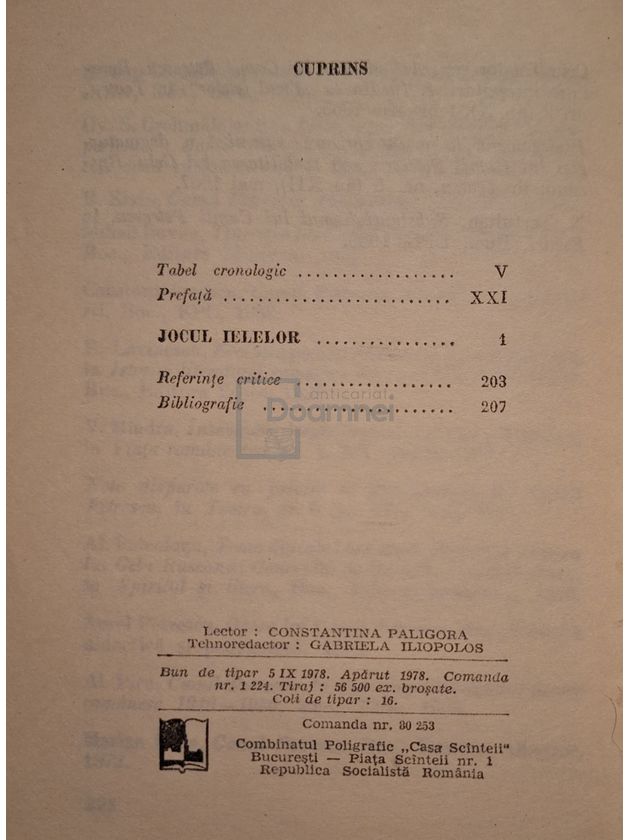 CUPRINS
Tabel cronologic .................. V
Prefață ......................... XXI
JOCUL IELELOR ................ 1
Referințe critice .................. 203
Bibliografie ..................... 207
anticariat
Doamnei
Lector : CONSTANTINA PALIGORA
Tehnoredactor : GABRIELA ILIOPOLOS
Bun de tipar 5 IX 1978. Apărut 1978. Comanda
nr. 1 224. Tiraj : 56 500 ex. broșate.
Coli de tipar : 16.
Comanda nr. 80 253
Combinatul Poligrafic „Casa Scînteii"
București — Piața Scînteii nr. 1
Republica Socialistă România